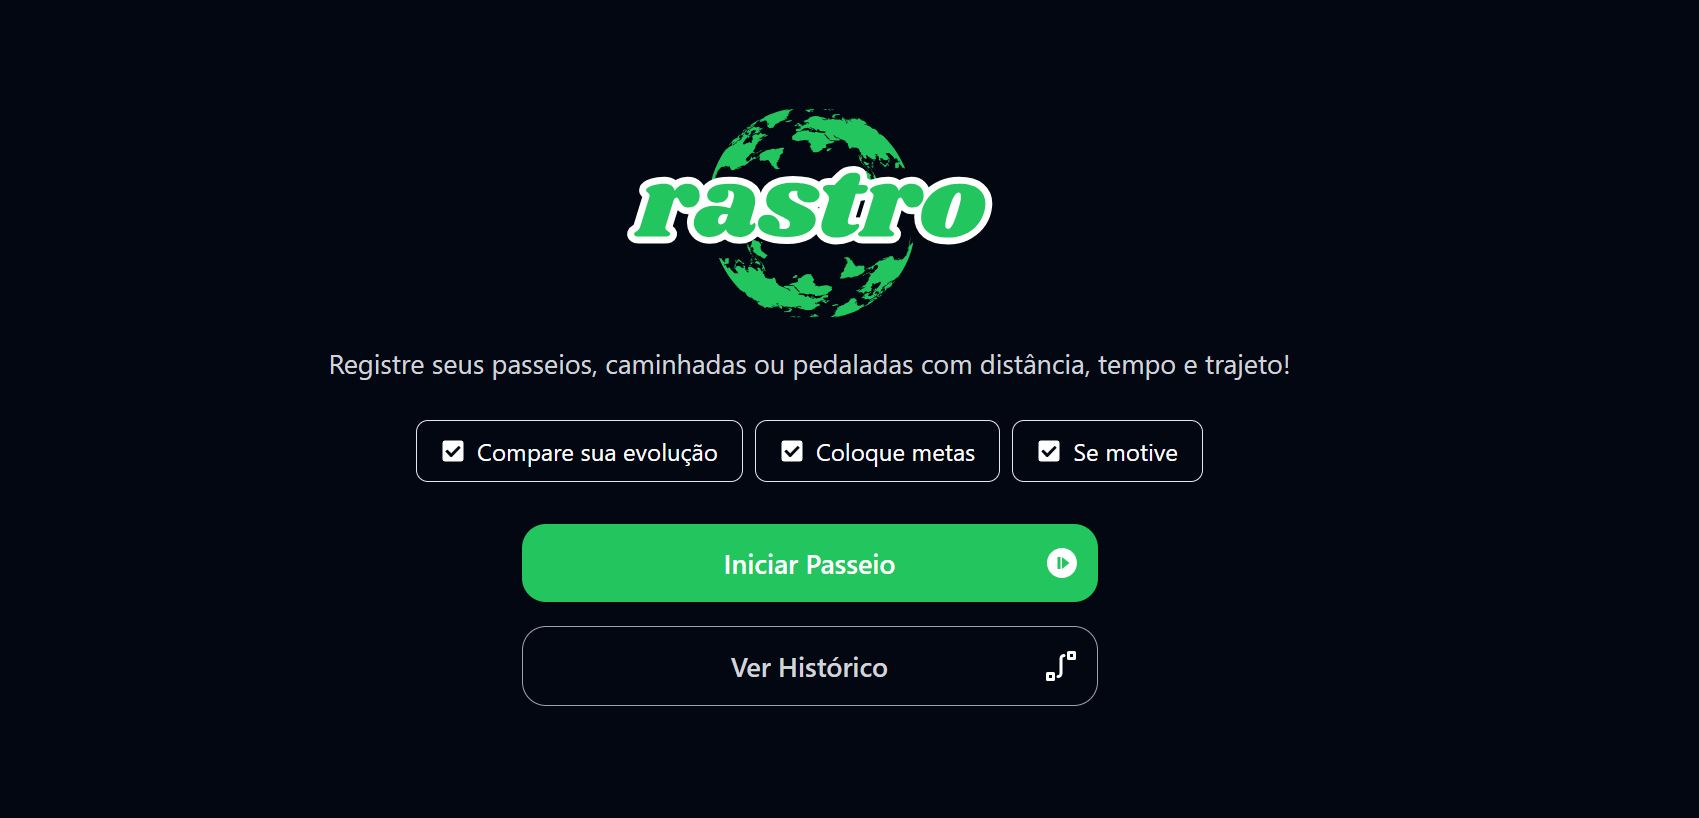 rastro
Registre seus passeios, caminhadas ou pedaladas com distância, tempo e trajeto!
Compare sua evolução
Coloque metas
Se motive
Iniciar Passeio
Ver Histórico